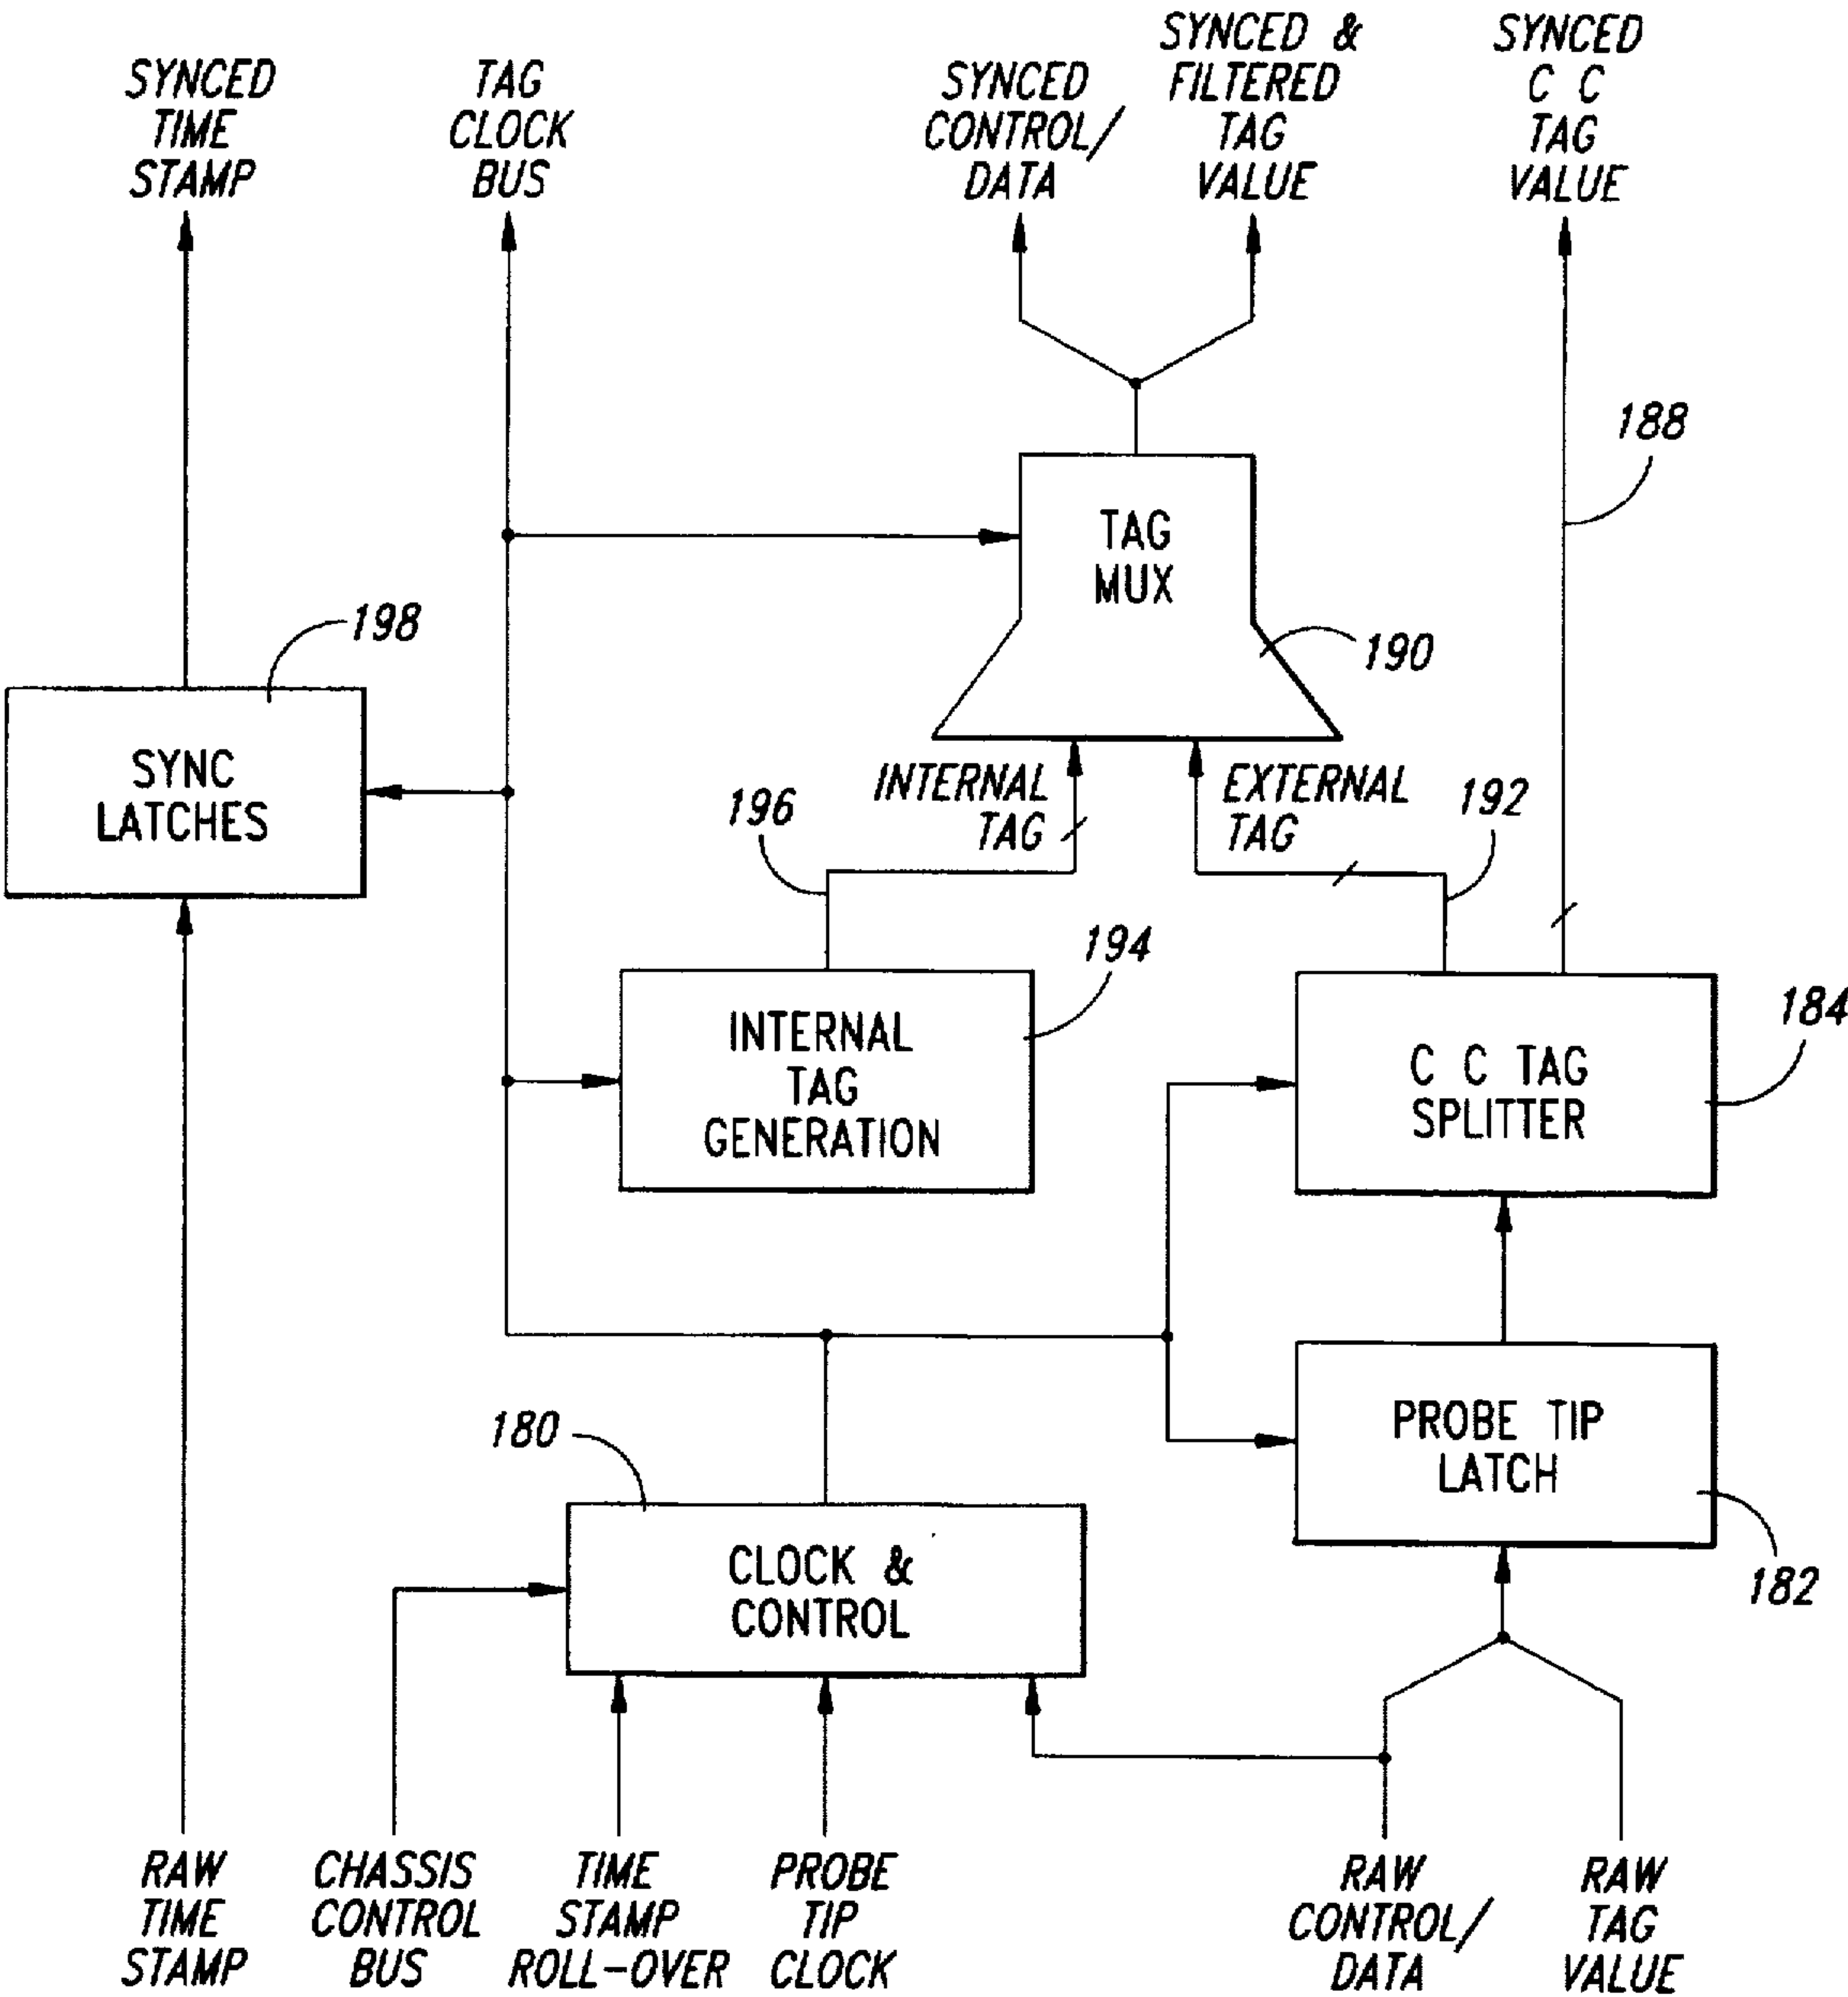 SYNCED
TIME
STAMP
TAG
CLOCK
BUS
SYNCED
CONTROL/
DATA
SYNCED &
FILTERED
TAG
VALUE
SYNCED
C C
TAG
VALUE
188
TAG
MUX
190
198
SYNC
LATCHES
INTERNAL
TAG
EXTERNAL
TAG
196
192
194
INTERNAL
TAG
GENERATION
184
C C TAG
SPLITTER
180
PROBE TIP
LATCH
182
CLOCK &
CONTROL
RAW
TIME
STAMP
CHASSIS
CONTROL
BUS
TIME
STAMP
ROLL-OVER
PROBE
TIP
CLOCK
RAW
CONTROL/
DATA
RAW
TAG
VALUE